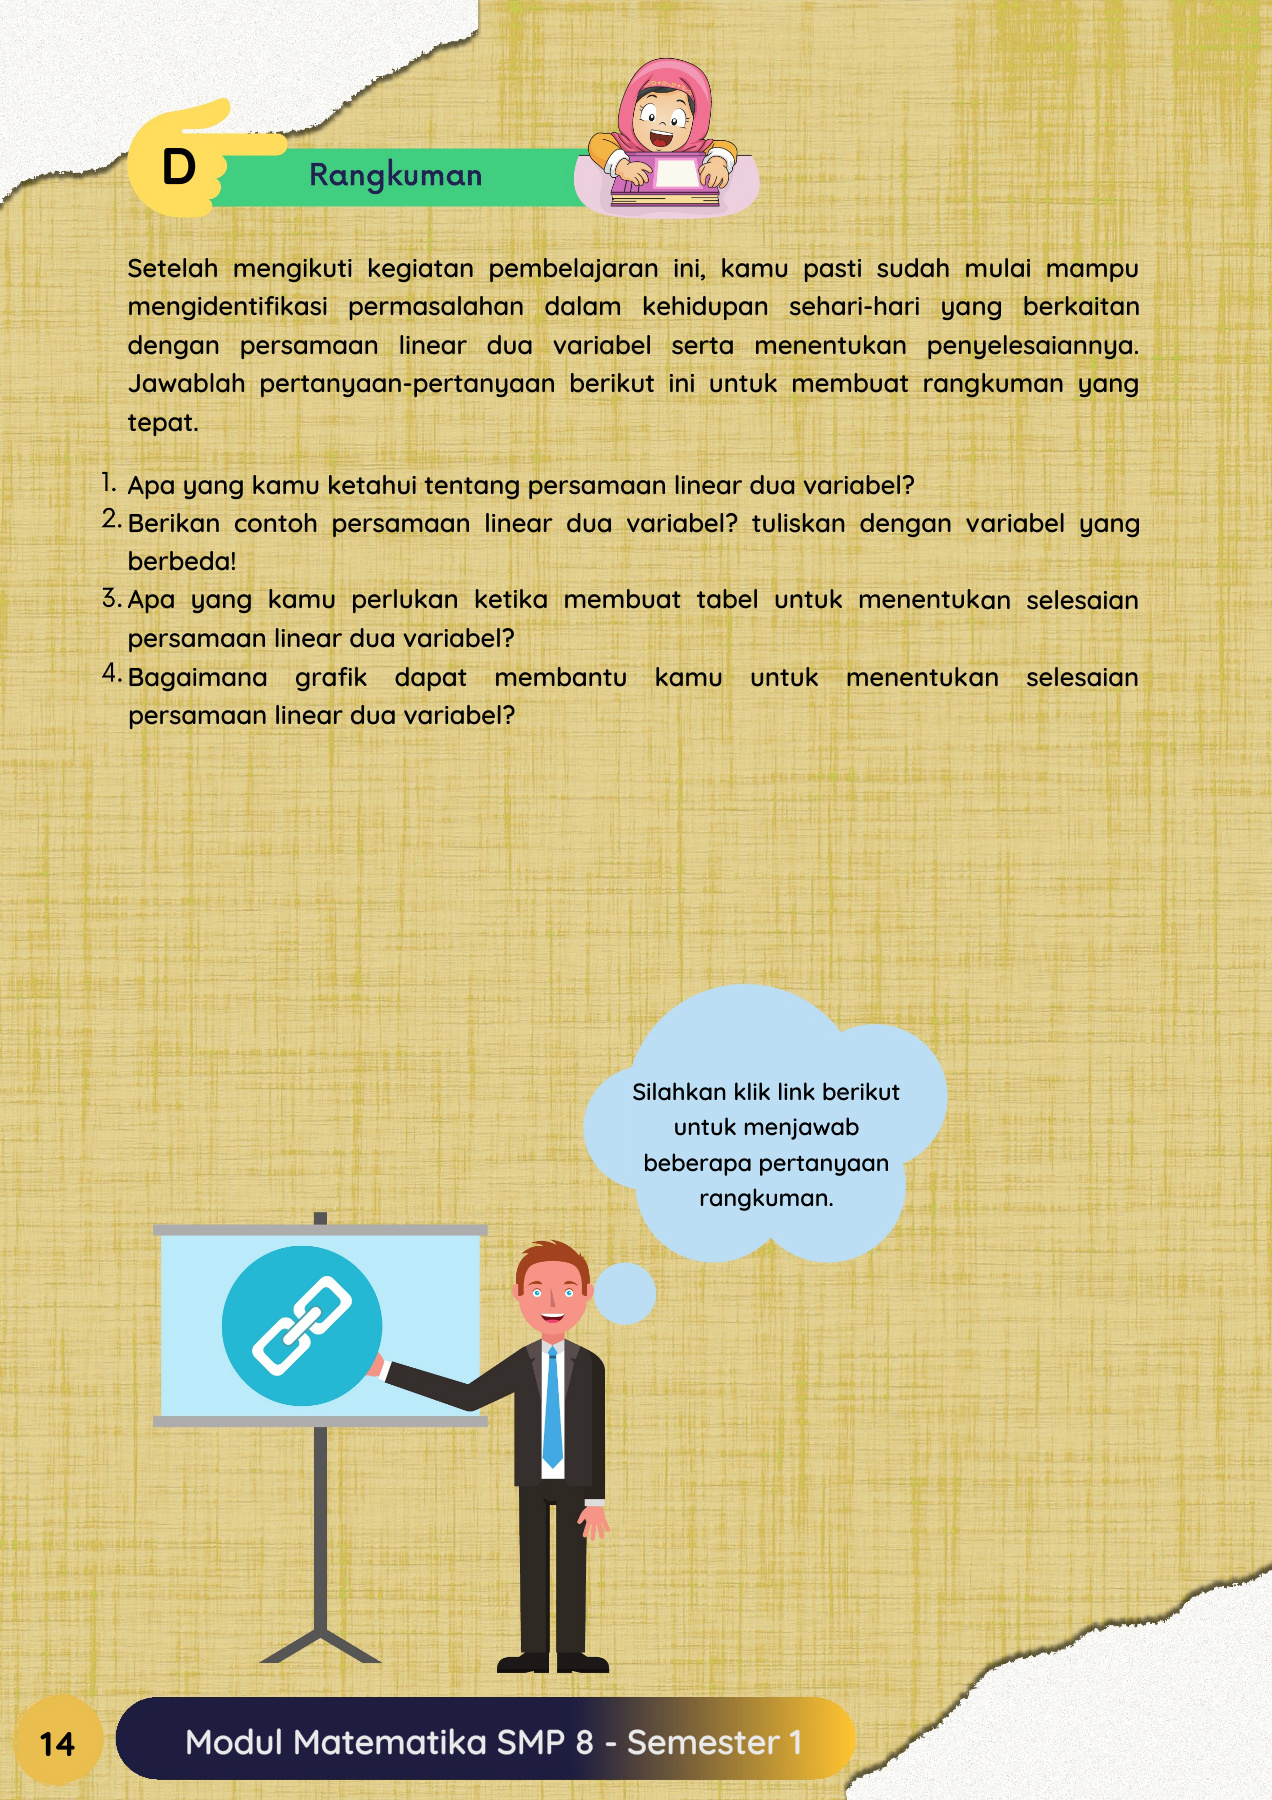 D
Rangkuman
Setelah mengikuti kegiatan pembelajaran ini, kamu pasti sudah mulai mampu
mengidentifikasi permasalahan dalam kehidupan sehari-hari yang berkaitan
dengan persamaan linear dua variabel serta menentukan penyelesaiannya.
Jawablah pertanyaan-pertanyaan berikut ini untuk membuat rangkuman yang
tepat.
1. Apa yang kamu ketahui tentang persamaan linear dua variabel?
2. Berikan contoh persamaan linear dua variabel? tuliskan dengan variabel yang
berbeda!
3. Apa yang kamu perlukan ketika membuat tabel untuk menentukan selesaian
persamaan linear dua variabel?
4. Bagaimana grafik dapat membantu kamu untuk menentukan selesaian
persamaan linear dua variabel?
Silahkan klik link berikut
untuk menjawab
beberapa pertanyaan
rangkuman.
14
Modul Matematika SMP 8 - Semester 1